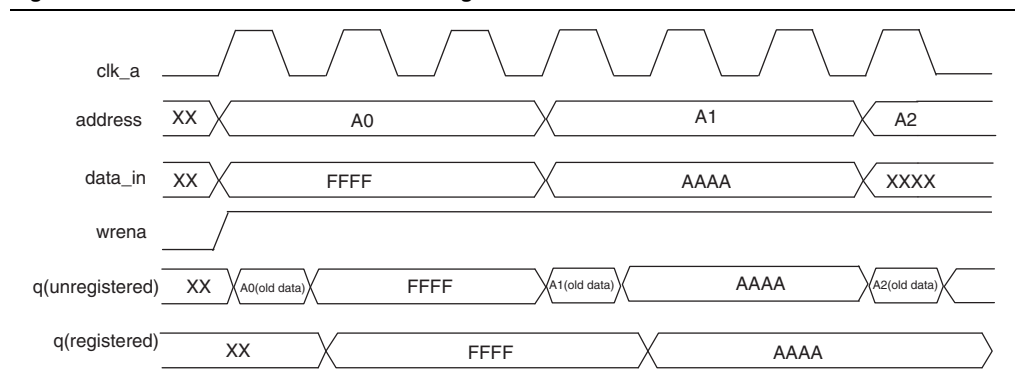 clk_a
address XX A0 A1 A2
data_in XX FFFF AAAA XXXX
wrena
q(unregistered) XX A0(old data) FFFF A1(old data) AAAA A2(old data)
q(registered) XX FFFF AAAA